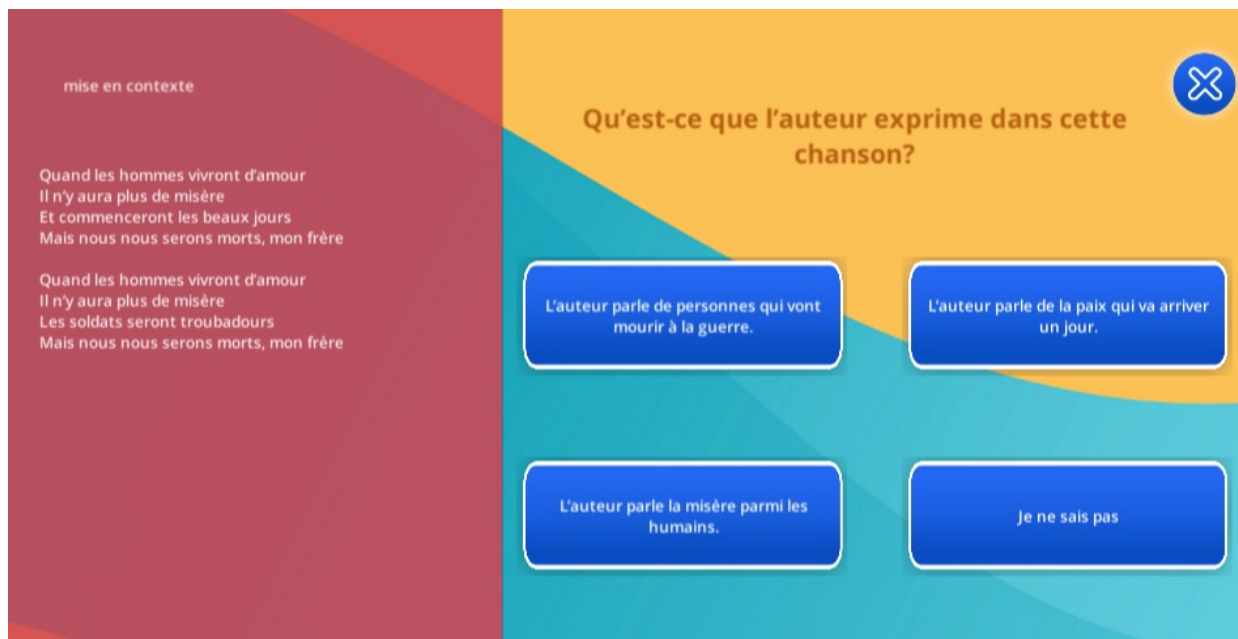 mise en contexte
Quand les hommes vivront d’amour
Il n’y aura plus de misère
Et commenceront les beaux jours
Mais nous nous serons morts, mon frère
Quand les hommes vivront d’amour
Il n’y aura plus de misère
Les soldats seront troubadours
Mais nous nous serons morts, mon frère
Qu’est-ce que l’auteur exprime dans cette
chanson?
L’auteur parle de personnes qui vont
mourir à la guerre.
L’auteur parle de la paix qui va arriver
un jour.
L’auteur parle la misère parmi les
humains.
Je ne sais pas